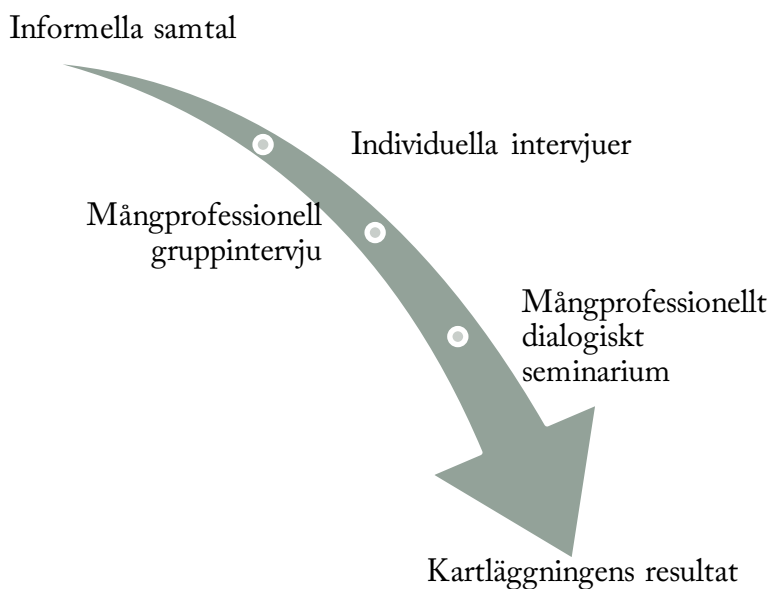 Informella samtal
Individuella intervjuer
Mångprofessionell
gruppintervju
Mångprofessionellt
dialogiskt
seminarium
Kartläggningens resultat